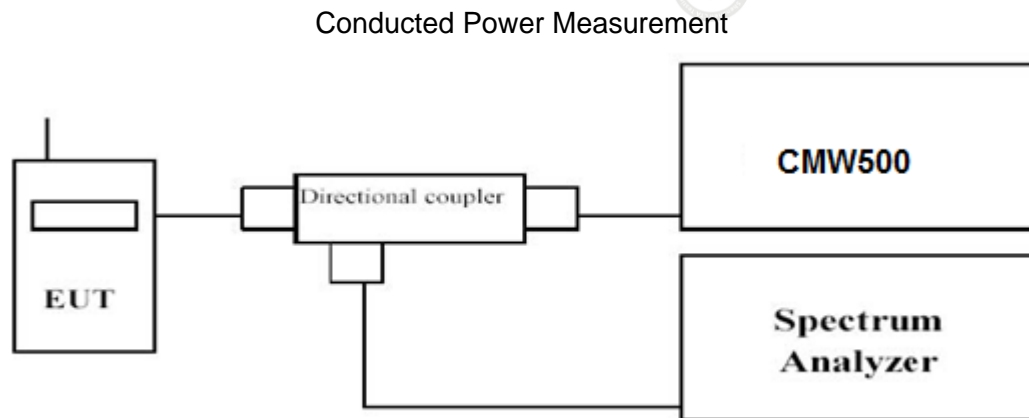 Conducted Power Measurement
CMW500
Directional coupler
EUT
Spectrum
Analyzer